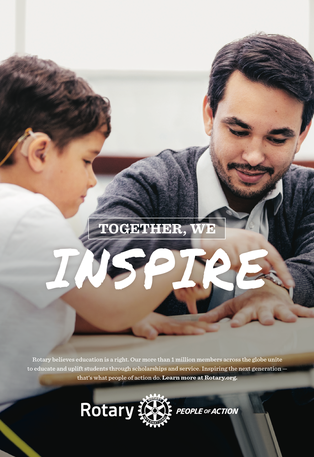 TOGETHER, WE
INSPIRE
Rotary believes education is a right. Our more than 1 million members across the globe unite
to educate and uplift students through scholarships and service. Inspiring the next generation—
that's what people of action do. Learn more at Rotary.org.
Rotary PEOPLE OF ACTION